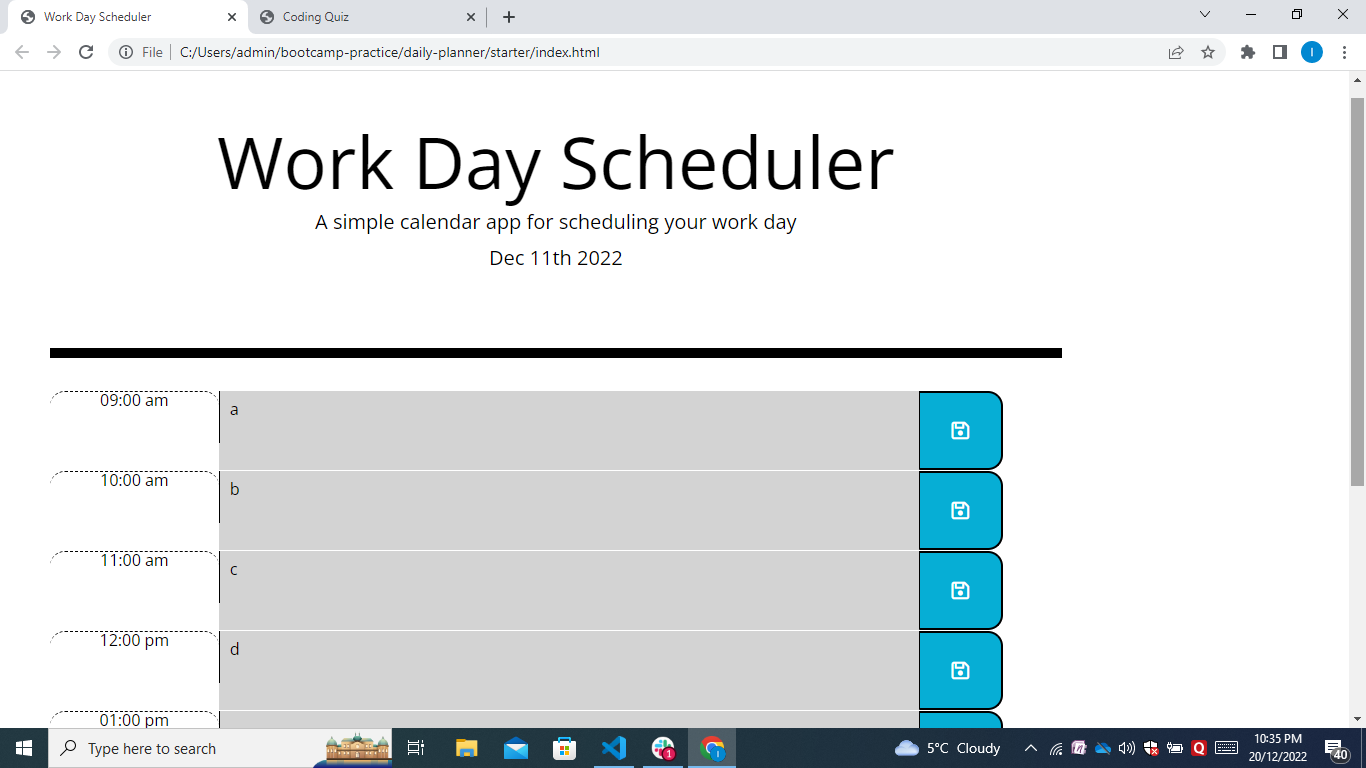 Work Day Scheduler
Coding Quiz
File
C:/Users/admin/bootcamp-practice/daily-planner/starter/index.html
I
Work Day Scheduler
A simple calendar app for scheduling your work day
Dec 11th 2022
09:00 am
a
10:00 am
b
11:00 am
c
12:00 pm
d
01:00 pm
Type here to search
1
I
5°C Cloudy
Q
10:35 PM
20/12/2022
40